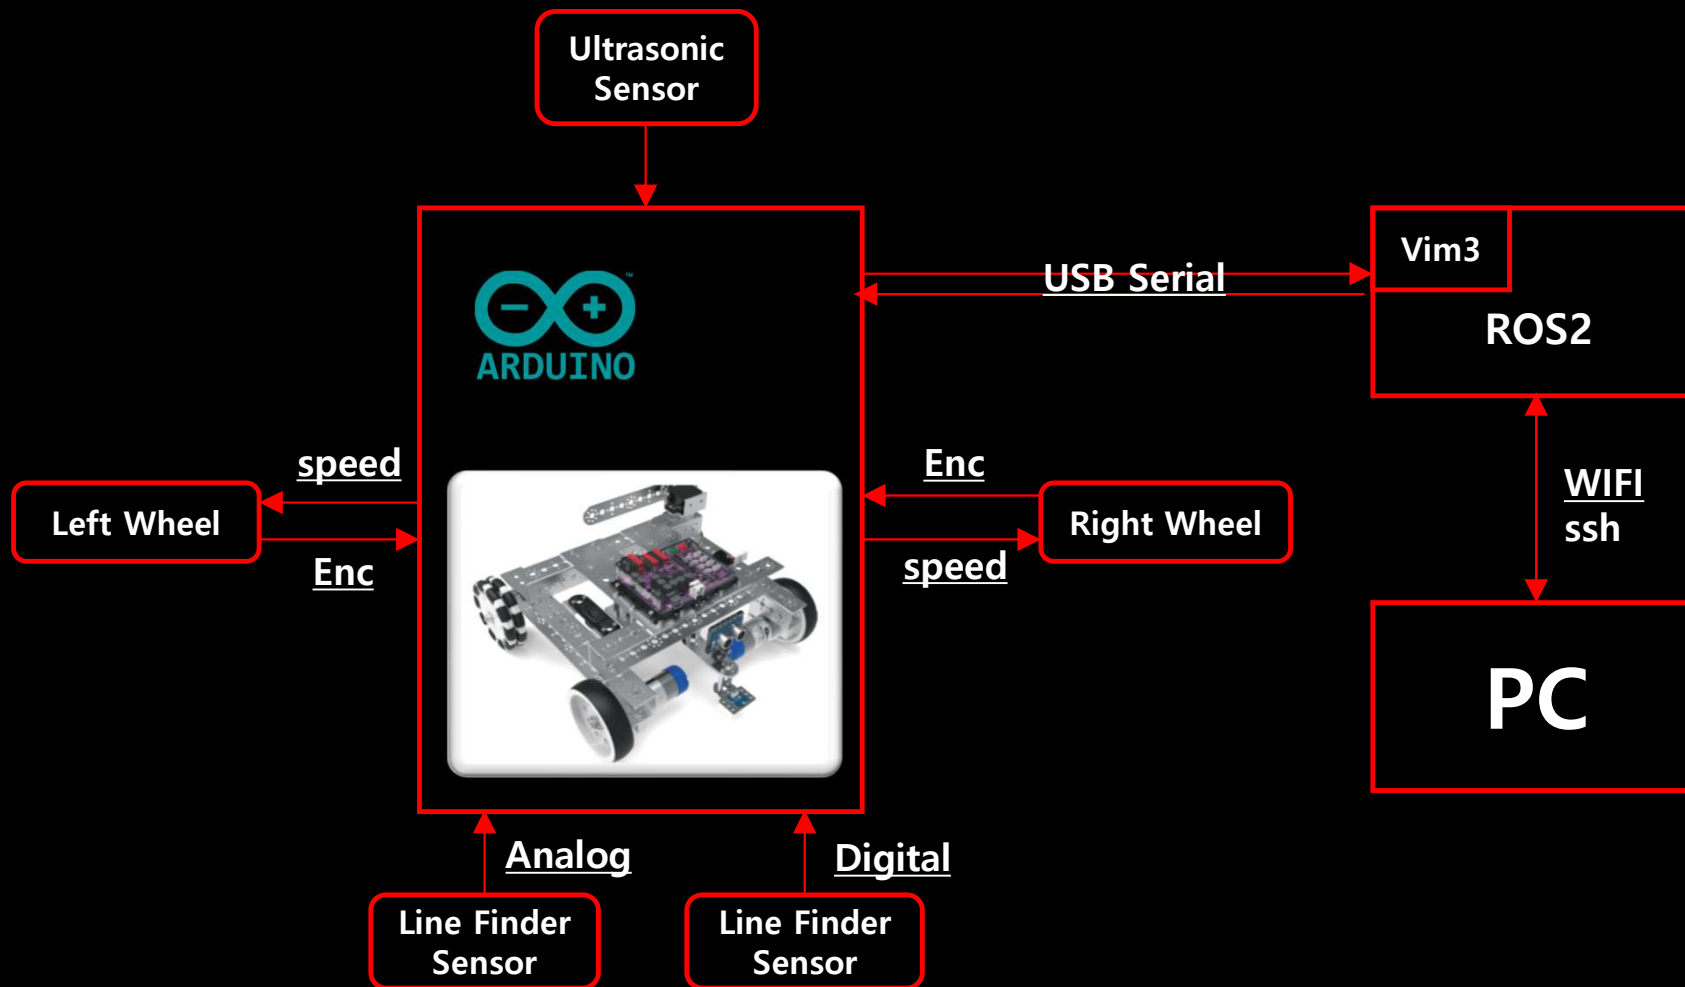 Ultrasonic
Sensor
Vim3
USB Serial
ROS2
ARDUINO
™
speed
Left Wheel
Enc
Enc
Right Wheel
speed
WIFI
ssh
PC
Analog
Digital
Line Finder
Sensor
Line Finder
Sensor